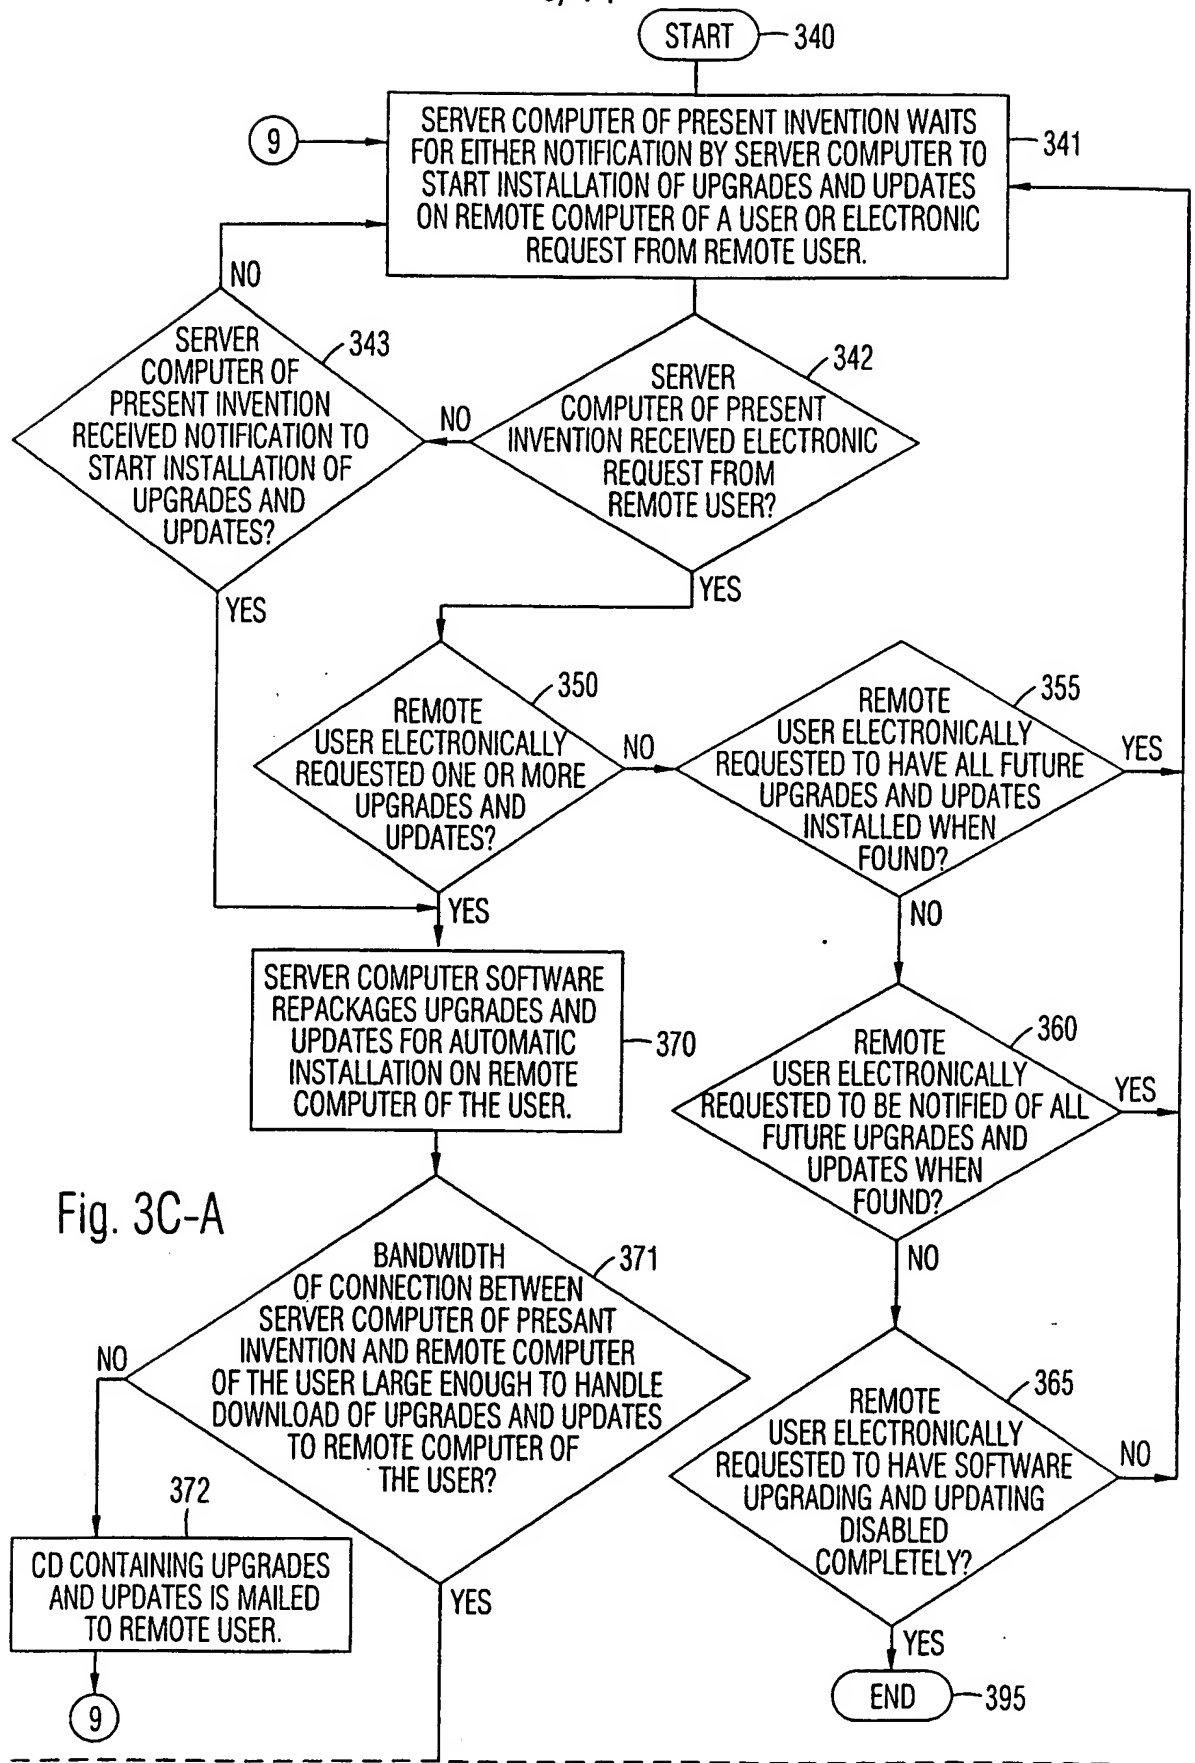 START
340
SERVER COMPUTER OF PRESENT INVENTION WAITS
FOR EITHER NOTIFICATION BY SERVER COMPUTER TO
START INSTALLATION OF UPGRADES AND UPDATES
ON REMOTE COMPUTER OF A USER OR ELECTRONIC
REQUEST FROM REMOTE USER.
341
9
NO
SERVER
COMPUTER OF
PRESENT INVENTION
RECEIVED NOTIFICATION TO
START INSTALLATION OF
UPGRADES AND
UPDATES?
343
NO
SERVER
COMPUTER OF PRESENT
INVENTION RECEIVED ELECTRONIC
REQUEST FROM
REMOTE USER?
342
YES
YES
REMOTE
USER ELECTRONICALLY
REQUESTED ONE OR MORE
UPGRADES AND
UPDATES?
350
NO
REMOTE
USER ELECTRONICALLY
REQUESTED TO HAVE ALL FUTURE
UPGRADES AND UPDATES
INSTALLED WHEN
FOUND?
355
YES
YES
NO
SERVER COMPUTER SOFTWARE
REPACKAGES UPGRADES AND
UPDATES FOR AUTOMATIC
INSTALLATION ON REMOTE
COMPUTER OF THE USER.
370
REMOTE
USER ELECTRONICALLY
REQUESTED TO BE NOTIFIED OF ALL
FUTURE UPGRADES AND
UPDATES WHEN
FOUND?
360
YES
NO
Fig. 3C-A
BANDWIDTH
OF CONNECTION BETWEEN
SERVER COMPUTER OF PRESANT
INVENTION AND REMOTE COMPUTER
OF THE USER LARGE ENOUGH TO HANDLE
DOWNLOAD OF UPGRADES AND UPDATES
TO REMOTE COMPUTER OF
THE USER?
371
NO
YES
REMOTE
USER ELECTRONICALLY
REQUESTED TO HAVE SOFTWARE
UPGRADING AND UPDATING
DISABLED
COMPLETELY?
365
NO
YES
372
CD CONTAINING UPGRADES
AND UPDATES IS MAILED
TO REMOTE USER.
9
END
395